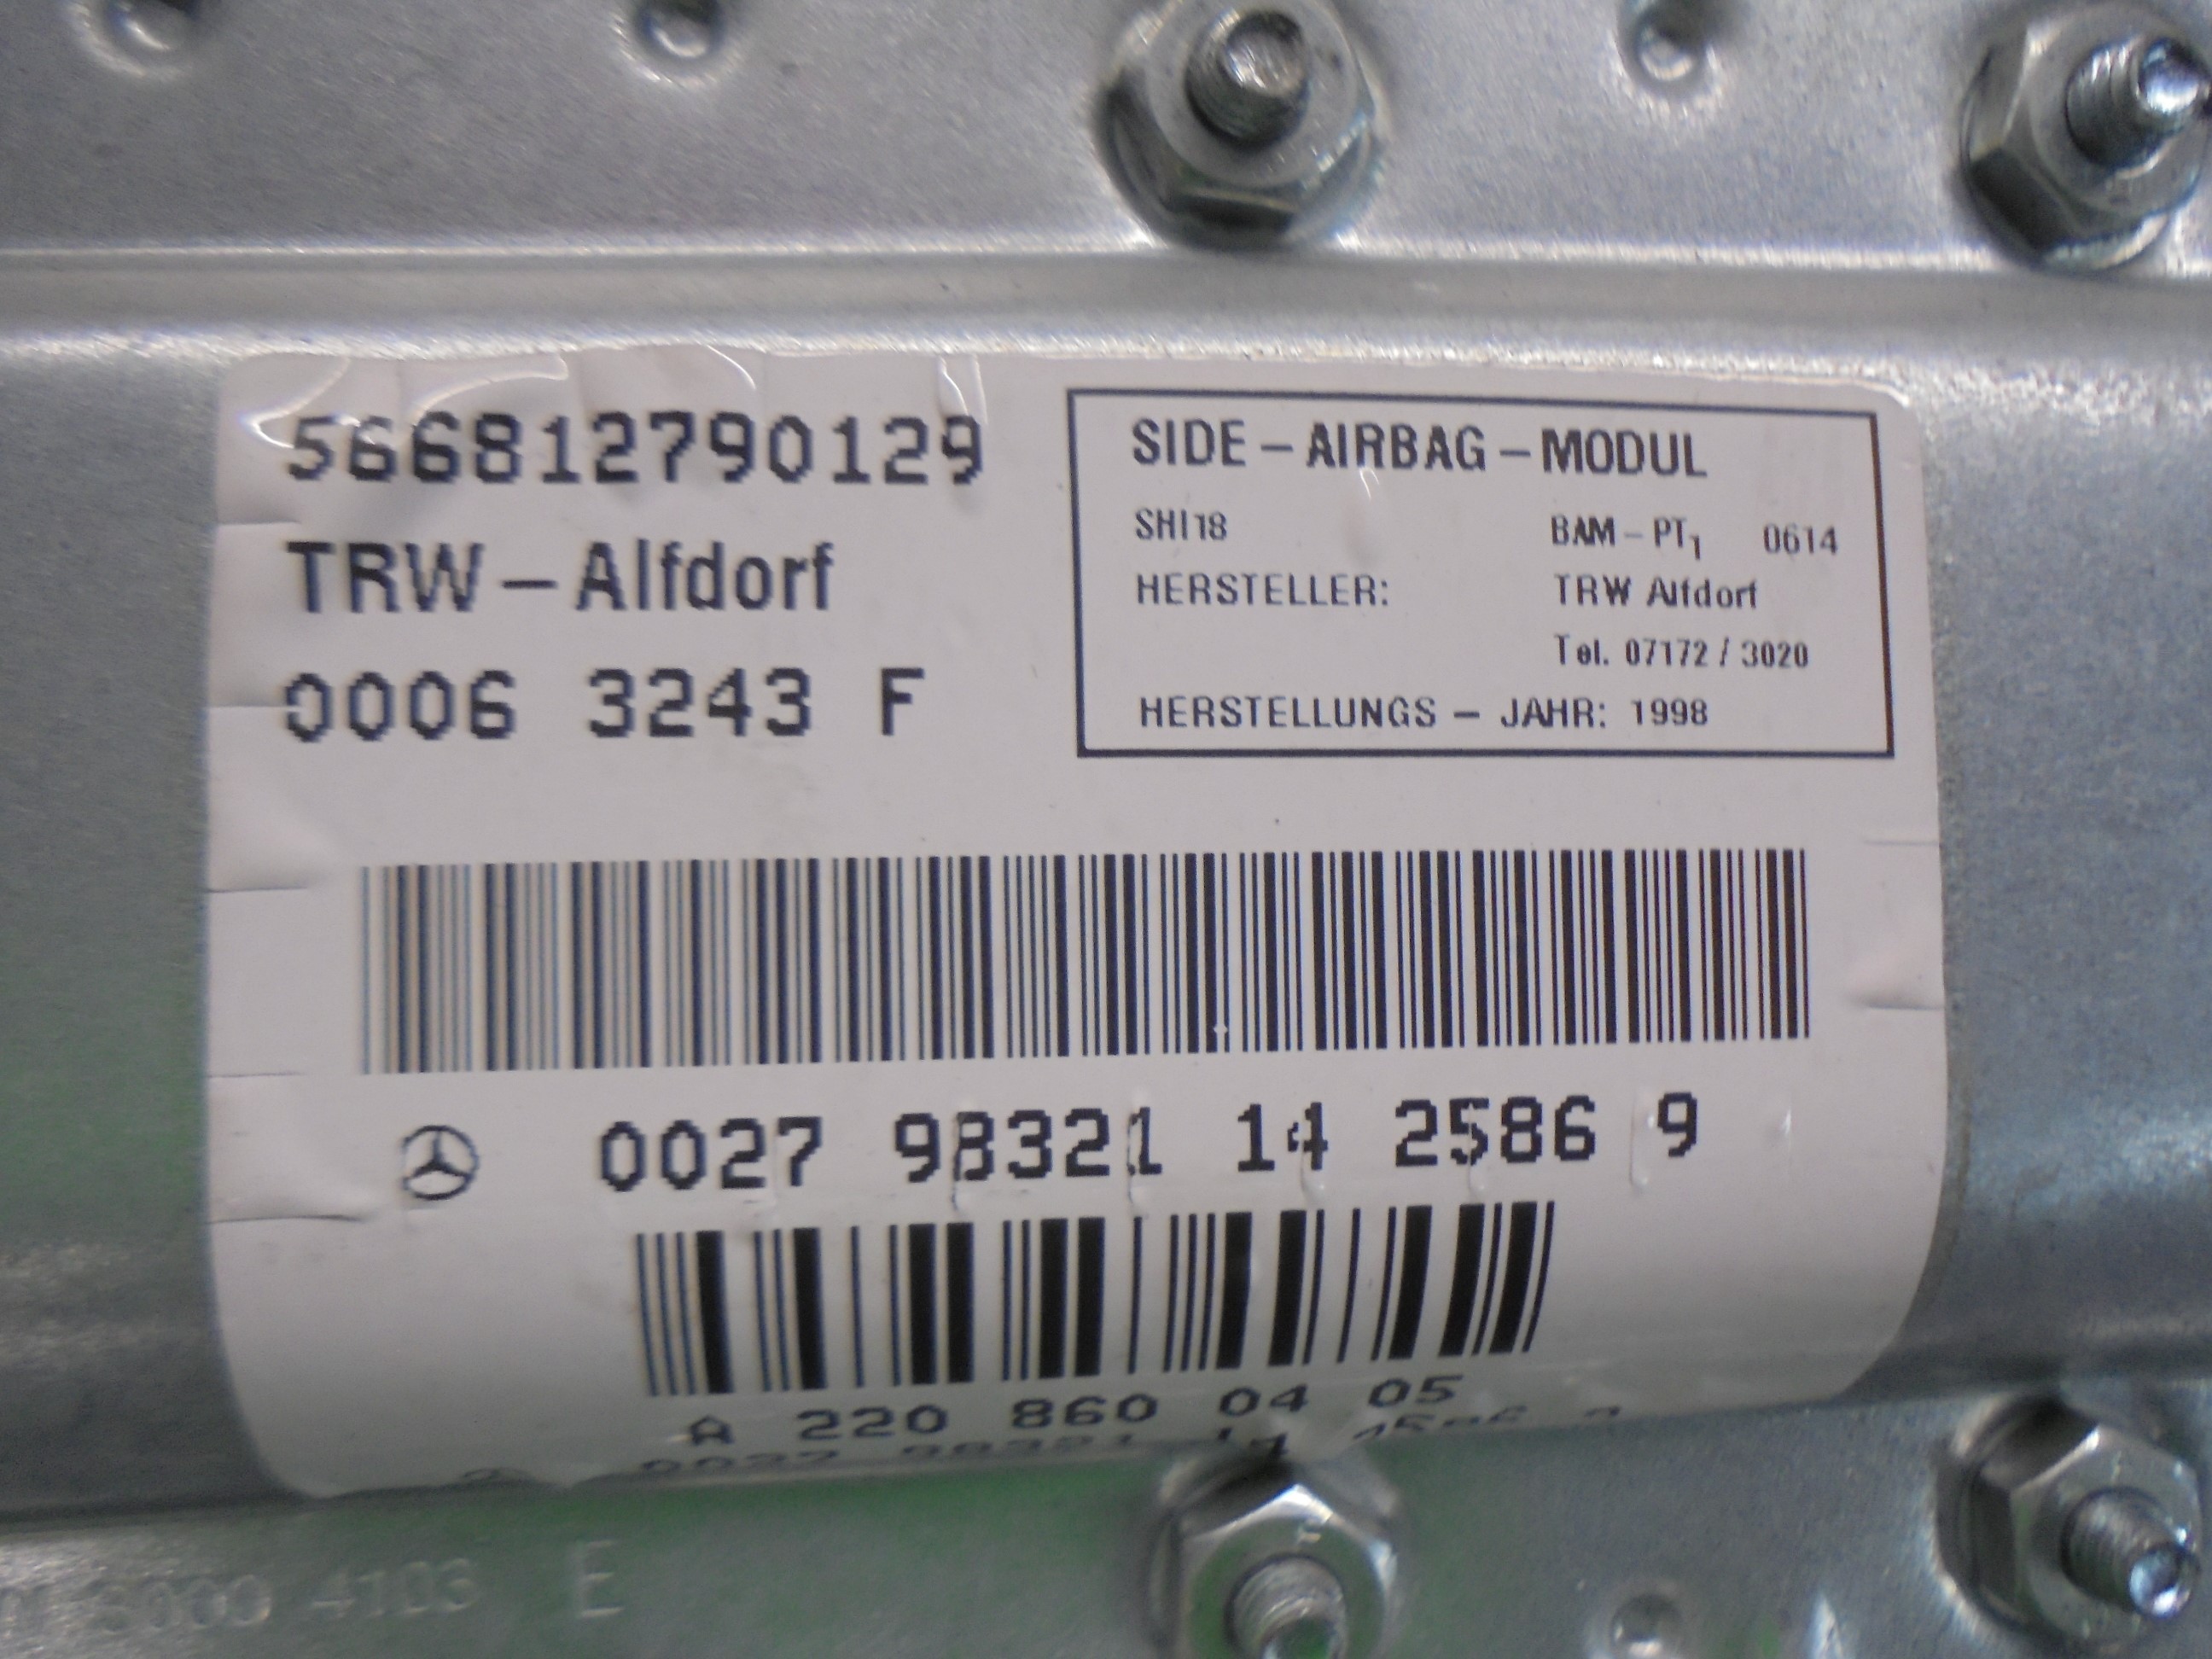 566812790129
TRW-Alfdorf
0006 3243 F
SIDE-AIRBAG-MODUL
SHI18 BAM-PT1 0614
HERSTELLER: TRW Alfdorf
Tel. 07172/3020
HERSTELLUNGS-JAHR: 1998
0027 98321 14 2586 9
A 220 860 04 05
4103 E